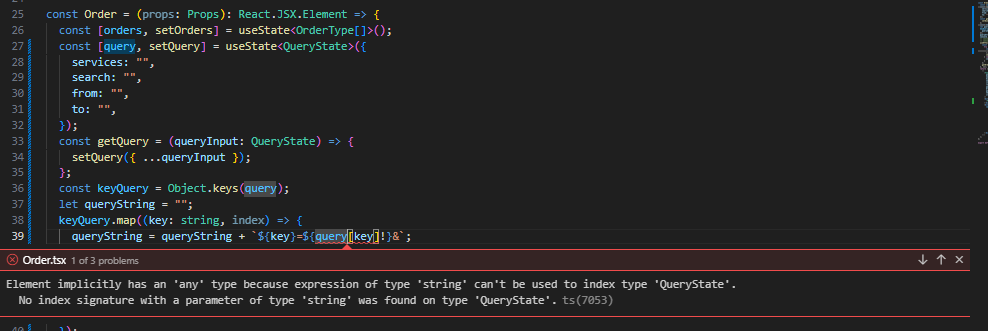 25 const Order = (props: Props): React.JSX.Element => {
26 const [orders, setOrders] = useState<OrderType[]>();
27 const [query, setQuery] = useState<QueryState>({
28 services: "",
29 search: "",
30 from: "",
31 to: "",
32 });
33 const getQuery = (queryInput: QueryState) => {
34 setQuery({ ...queryInput });
35 };
36 const keyQuery = Object.keys(query);
37 let queryString = "";
38 keyQuery.map((key: string, index) => {
39 queryString = queryString + `${key}=${query[key]!}&`;
Order.tsx 1 of 3 problems
Element implicitly has an 'any' type because expression of type 'string' can't be used to index type 'QueryState'.
No index signature with a parameter of type 'string' was found on type 'QueryState'. ts(7053)
40 });